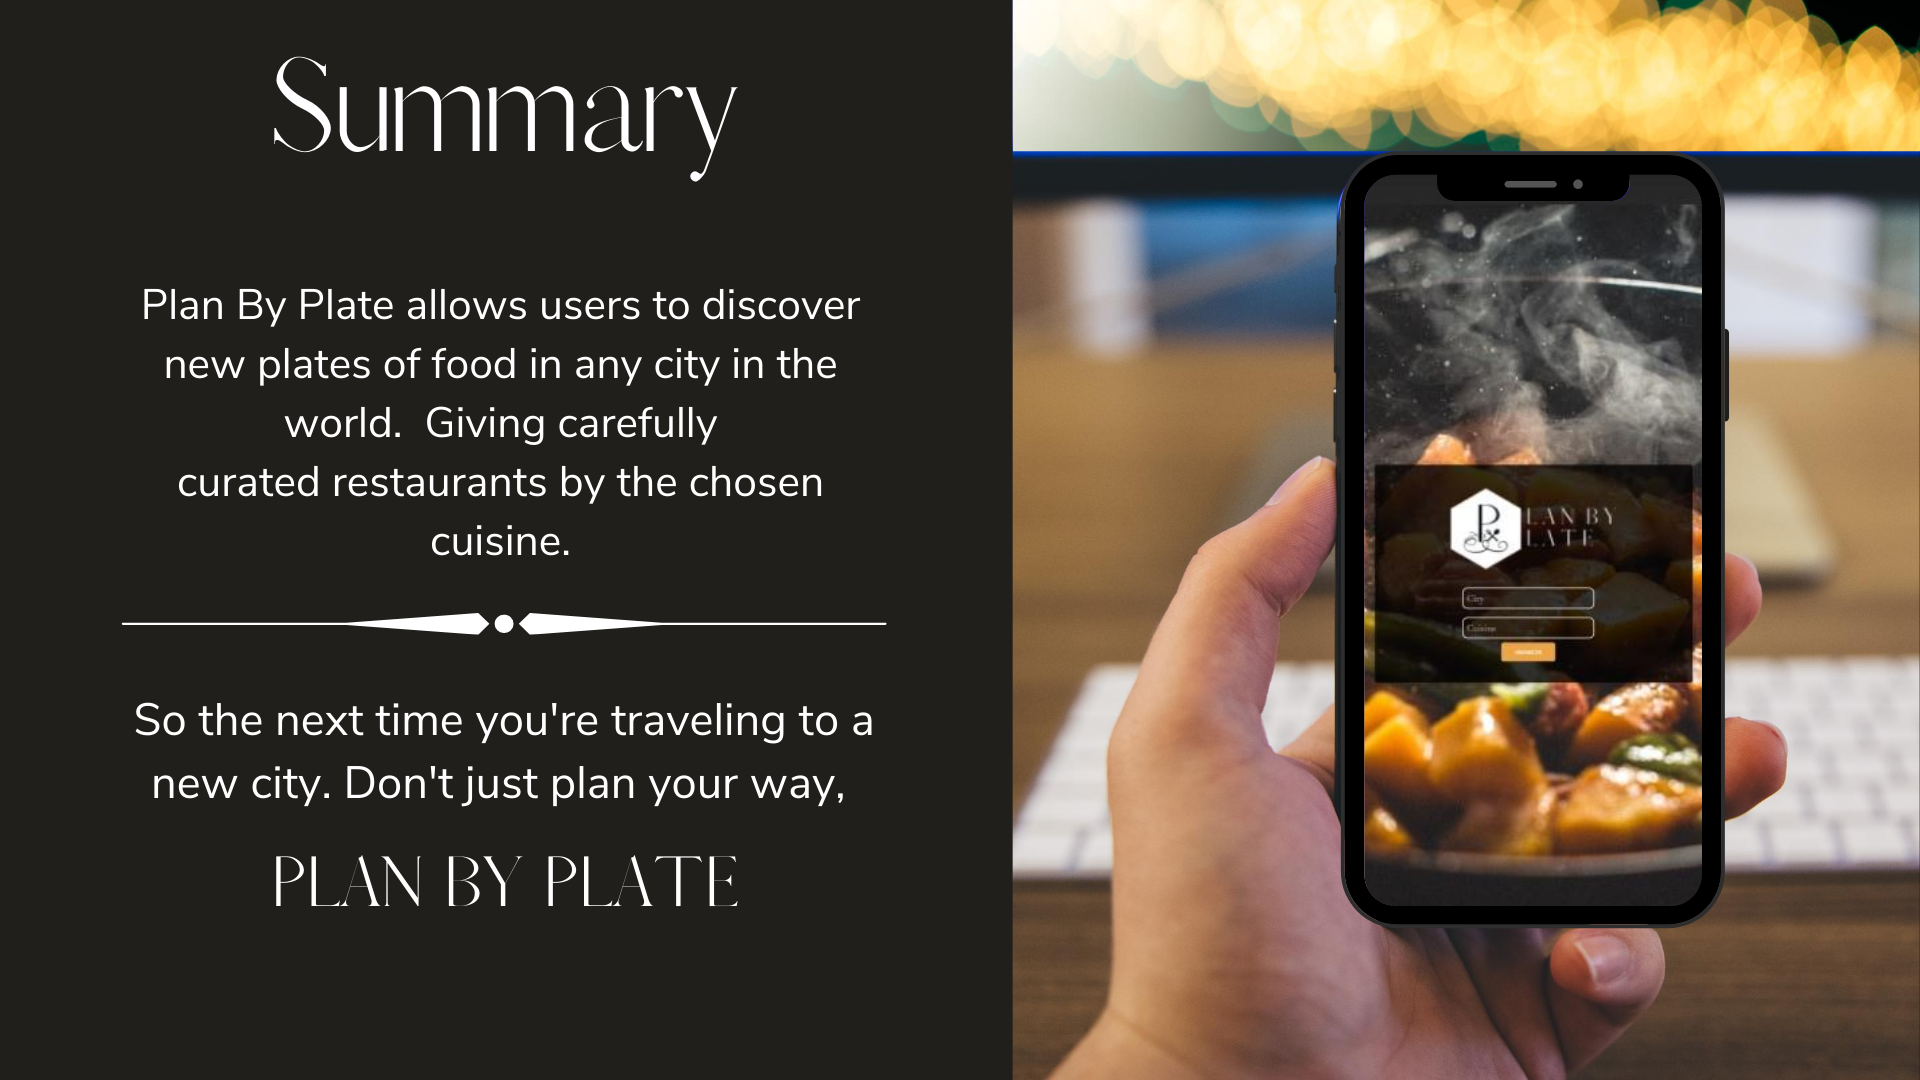 Summary
Plan By Plate allows users to discover
new plates of food in any city in the
world.  Giving carefully
curated restaurants by the chosen
cuisine.
So the next time you're traveling to a
new city. Don't just plan your way,
PLAN BY PLATE
P LAN BY
LATE
City
Cuisine